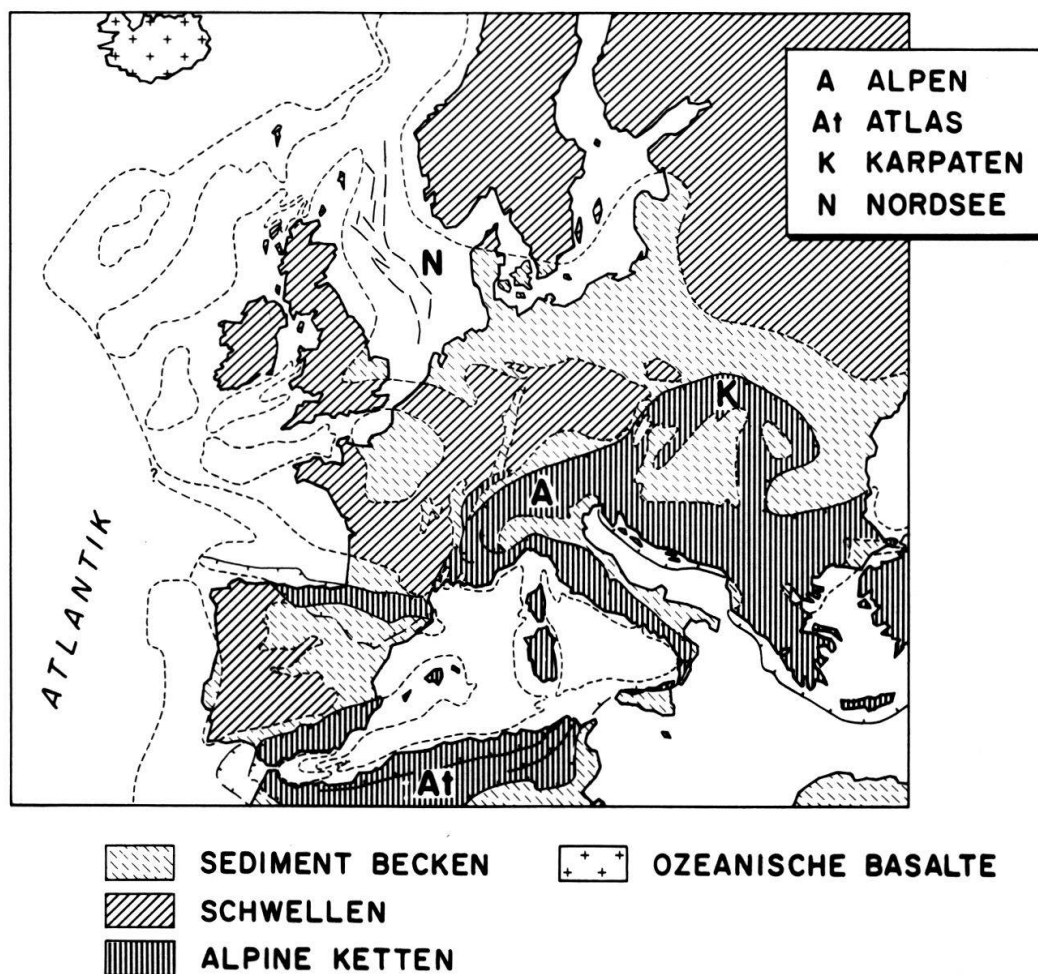 A ALPEN
At ATLAS
K KARPATEN
N NORDSEE
N
K
A
ATLANTIK
At
SEDIMENT BECKEN
OZEANISCHE BASALTE
SCHWELLEN
ALPINE KETTEN